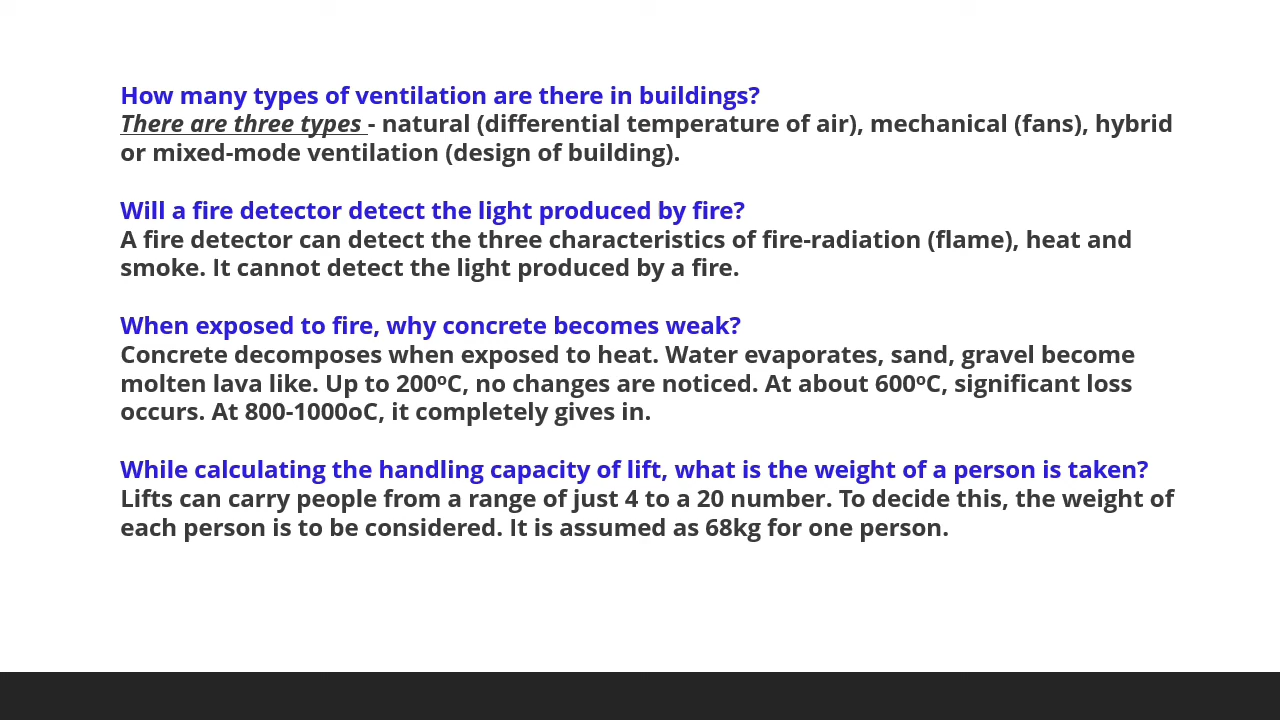 How many types of ventilation are there in buildings?
There are three types - natural (differential temperature of air), mechanical (fans), hybrid
or mixed-mode ventilation (design of building).
Will a fire detector detect the light produced by fire?
A fire detector can detect the three characteristics of fire-radiation (flame), heat and
smoke. It cannot detect the light produced by a fire.
When exposed to fire, why concrete becomes weak?
Concrete decomposes when exposed to heat. Water evaporates, sand, gravel become
molten lava like. Up to 200ºC, no changes are noticed. At about 600ºC, significant loss
occurs. At 800-1000oC, it completely gives in.
While calculating the handling capacity of lift, what is the weight of a person is taken?
Lifts can carry people from a range of just 4 to a 20 number. To decide this, the weight of
each person is to be considered. It is assumed as 68kg for one person.